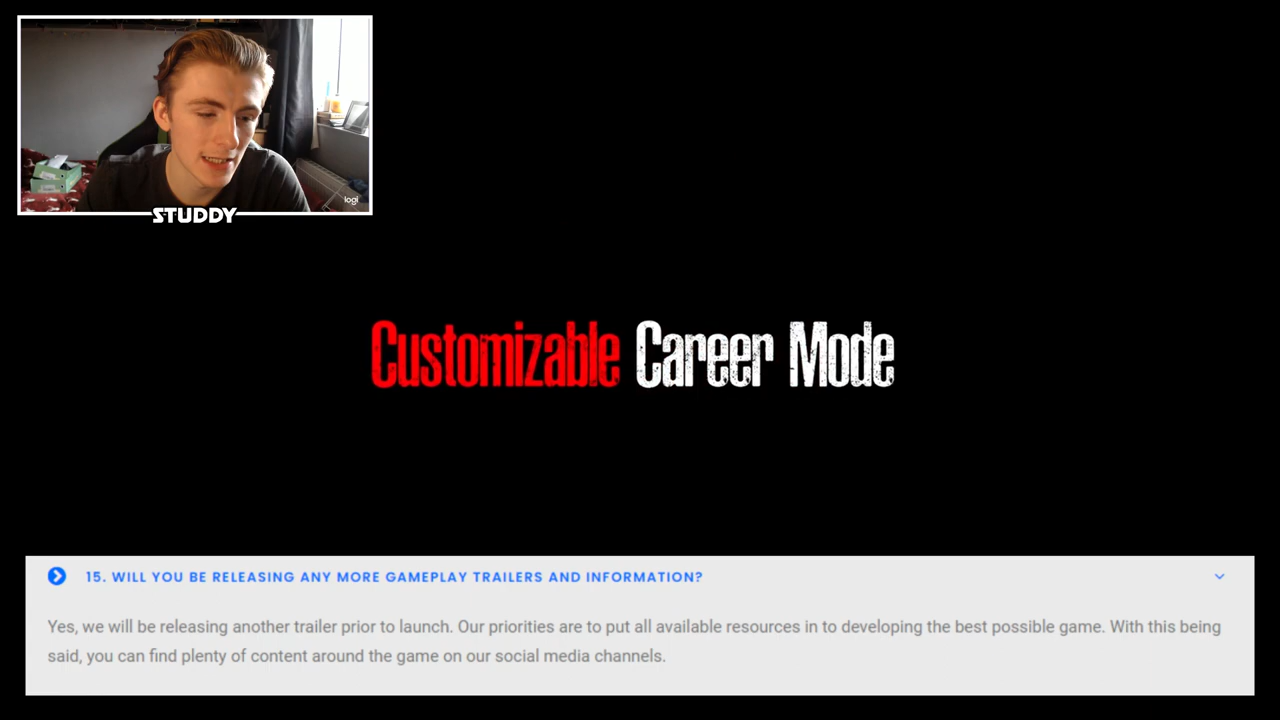 logi
STUDDY
Customizable Career Mode
15. WILL YOU BE RELEASING ANY MORE GAMEPLAY TRAILERS AND INFORMATION?
Yes, we will be releasing another trailer prior to launch. Our priorities are to put all available resources in to developing the best possible game. With this being
said, you can find plenty of content around the game on our social media channels.